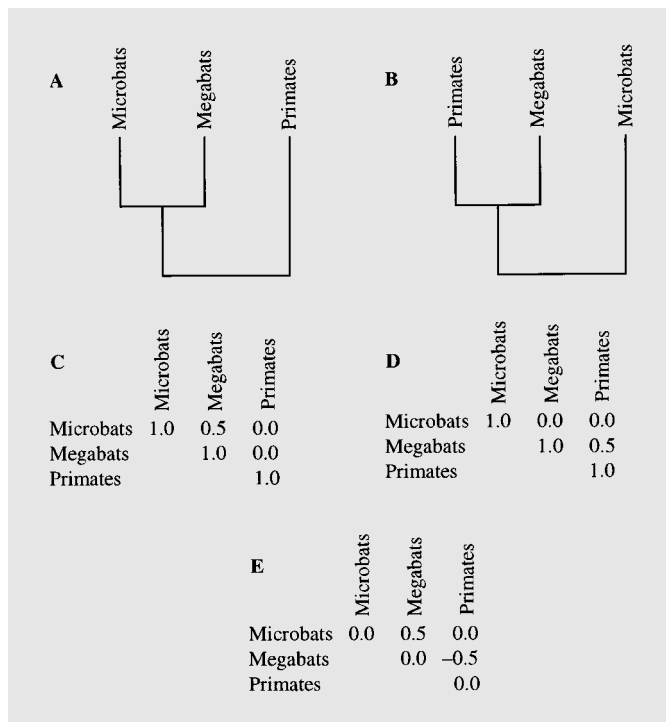 A
Microbats
Megabats
Primates
B
Primates
Megabats
Microbats
C
Microbats
Megabats
Primates
Microbats 1.0 0.5 0.0
Megabats 1.0 0.0
Primates 1.0
D
Microbats
Megabats
Primates
Microbats 1.0 0.0 0.0
Megabats 1.0 0.5
Primates 1.0
E
Microbats
Megabats
Primates
Microbats 0.0 0.5 0.0
Megabats 0.0 –0.5
Primates 0.0